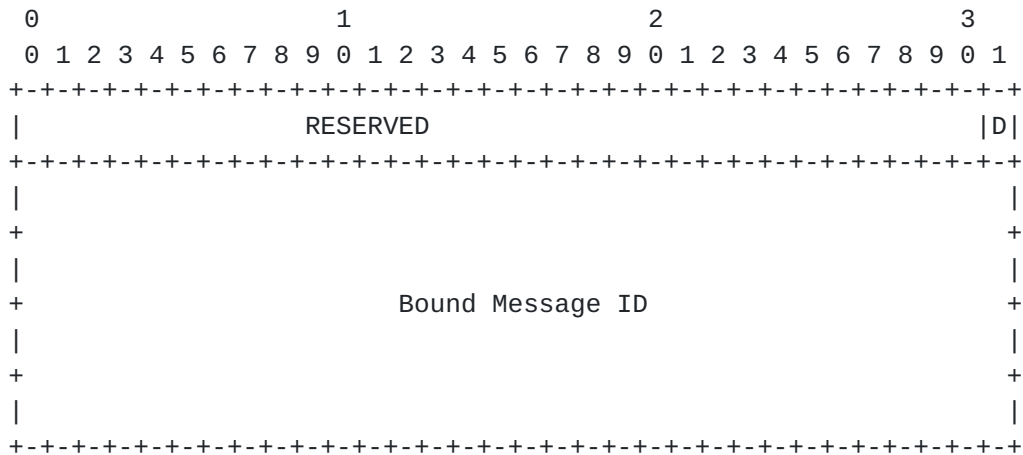 0                   1                   2                   3
 0 1 2 3 4 5 6 7 8 9 0 1 2 3 4 5 6 7 8 9 0 1 2 3 4 5 6 7 8 9 0 1
+-+-+-+-+-+-+-+-+-+-+-+-+-+-+-+-+-+-+-+-+-+-+-+-+-+-+-+-+-+-+-+-+
|                  RESERVED                                   |D|
+-+-+-+-+-+-+-+-+-+-+-+-+-+-+-+-+-+-+-+-+-+-+-+-+-+-+-+-+-+-+-+-+
|                                                               |
+                                                               +
|                                                               |
+                        Bound Message ID                       +
|                                                               |
+                                                               +
|                                                               |
+-+-+-+-+-+-+-+-+-+-+-+-+-+-+-+-+-+-+-+-+-+-+-+-+-+-+-+-+-+-+-+-+